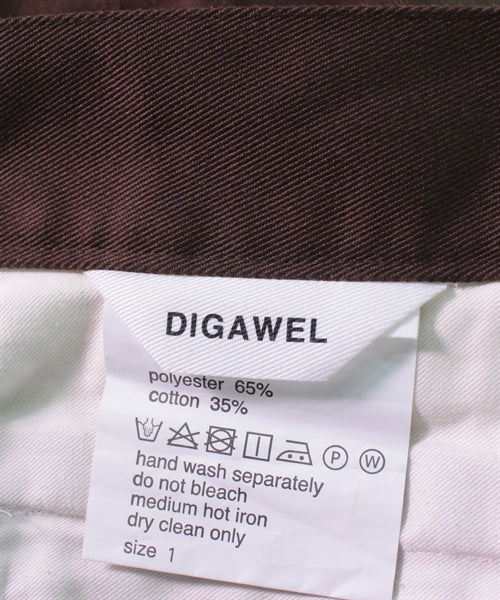 DIGAWEL
polyester 65%
cotton 35%
P W
hand wash separately
do not bleach
medium hot iron
dry clean only
size 1